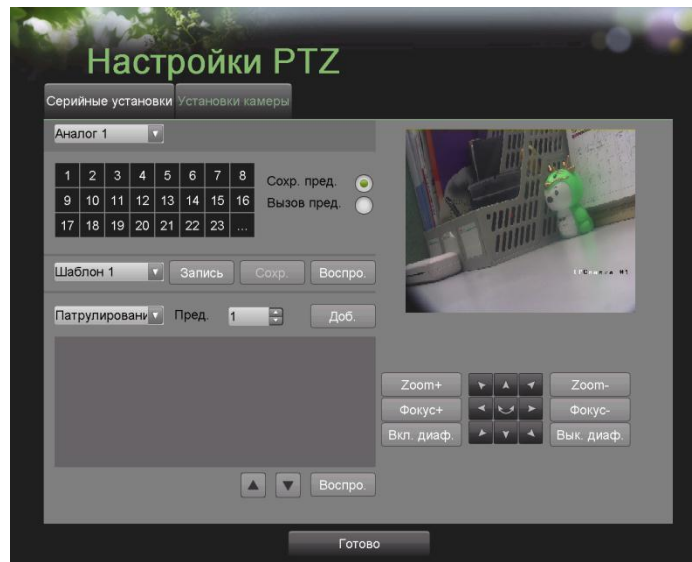 Настройки PTZ
Серийные установки Установки камеры
Аналог 1
1 2 3 4 5 6 7 8
9 10 11 12 13 14 15 16
17 18 19 20 21 22 23 ...
Сохр. пред.
Вызов пред.
Шаблон 1 Запись Сохр. Воспро.
Патрулировани Пред. 1 Доб.
Воспро.
Zoom+ Zoom-
Фокус+ Фокус-
Вкл. диаф. Вык. диаф.
Готово